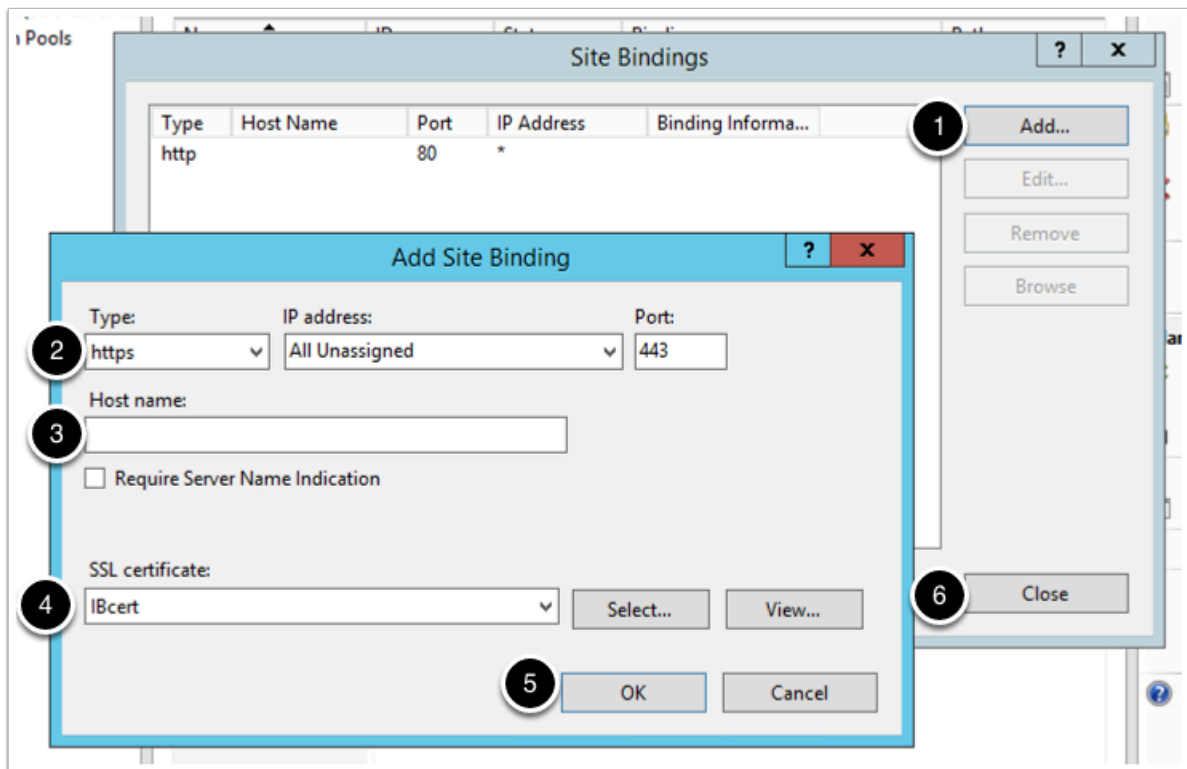 Pools
Site Bindings
? x
Type Host Name Port IP Address Binding Informa...
http 80 *
1 Add...
Edit...
Remove
Browse
Add Site Binding
? x
Type: IP address: Port:
2 https All Unassigned 443
Host name:
3
Require Server Name Indication
SSL certificate:
4 IBcert Select... View...
5 OK Cancel
6 Close
?